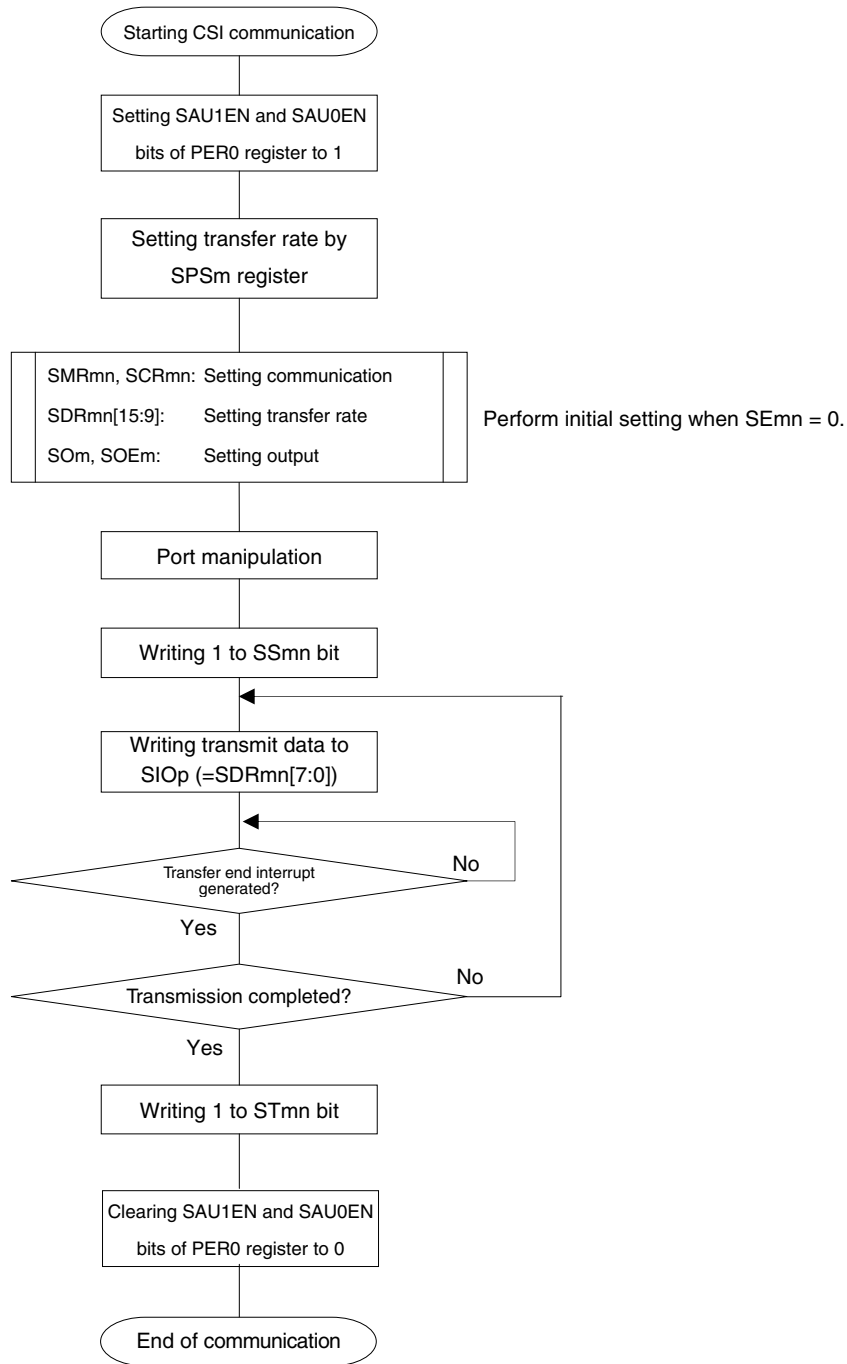 Starting CSI communication
Setting SAU1EN and SAU0EN
bits of PER0 register to 1
Setting transfer rate by
SPSm register
SMRmn, SCRmn: Setting communication
SDRmn[15:9]: Setting transfer rate
SOm, SOEm: Setting output
Perform initial setting when SEmn = 0.
Port manipulation
Writing 1 to SSmn bit
Writing transmit data to
SIOp (=SDRmn[7:0])
Transfer end interrupt
generated?
No
Yes
Transmission completed?
No
Yes
Writing 1 to STmn bit
Clearing SAU1EN and SAU0EN
bits of PER0 register to 0
End of communication